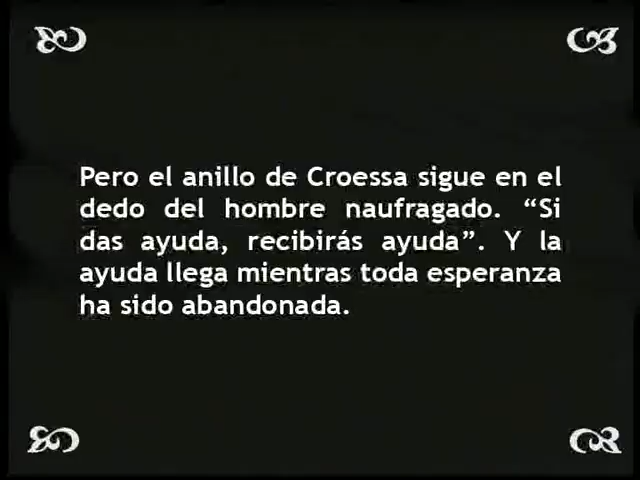 Pero el anillo de Croessa sigue en el
dedo del hombre naufragado. “Si
das ayuda, recibirás ayuda”. Y la
ayuda llega mientras toda esperanza
ha sido abandonada.